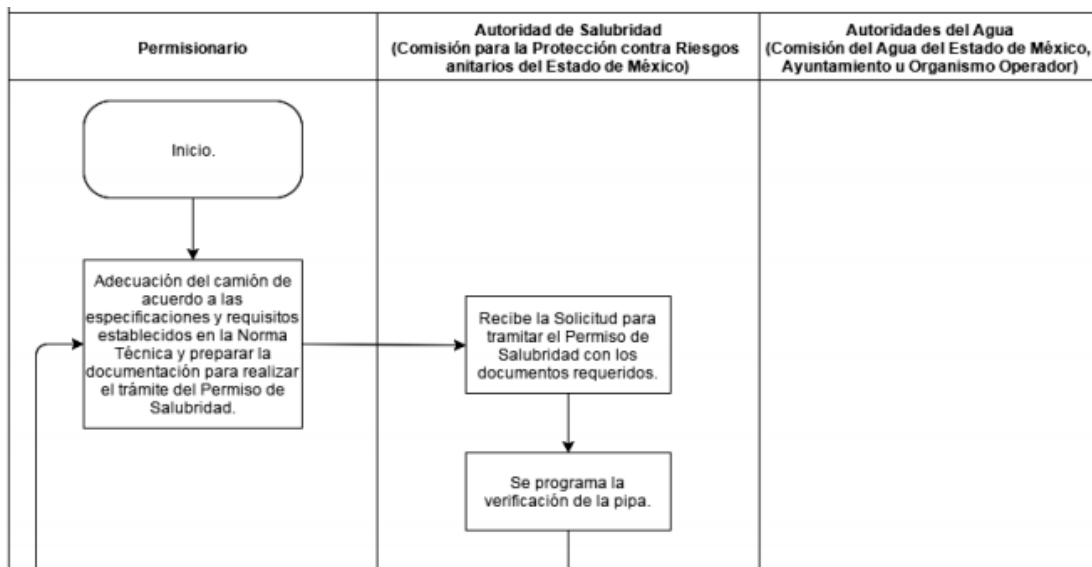 Permisionario
Autoridad de Salubridad
(Comisión para la Protección contra Riesgos
anitarios del Estado de México)
Autoridades del Agua
(Comisión del Agua del Estado de México,
Ayuntamiento u Organismo Operador)
Inicio.
Adecuación del camión de
acuerdo a las
especificaciones y requisitos
establecidos en la Norma
Técnica y preparar la
documentación para realizar
el trámite del Permiso de
Salubridad.
Recibe la Solicitud para
tramitar el Permiso de
Salubridad con los
documentos requeridos.
Se programa la
verificación de la pipa.